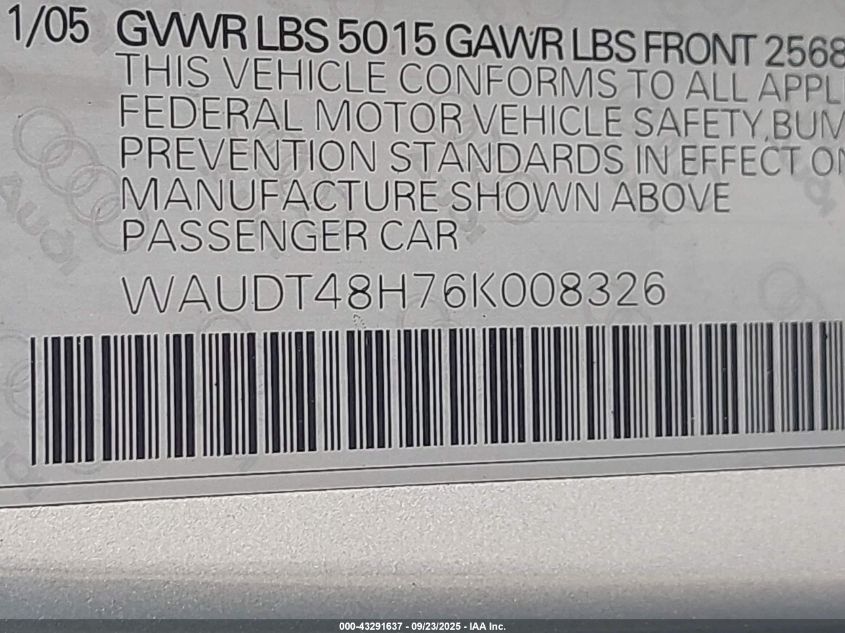 1/05 GVWR LBS 5015 GAWR LBS FRONT 2568
THIS VEHICLE CONFORMS TO ALL APPL
FEDERAL MOTOR VEHICLE SAFETY, BUM
PREVENTION STANDARDS IN EFFECT ON
MANUFACTURE SHOWN ABOVE
PASSENGER CAR
WAUDT48H76K008326
Audi
000-43291637 - 09/23/2025 - IAA Inc.